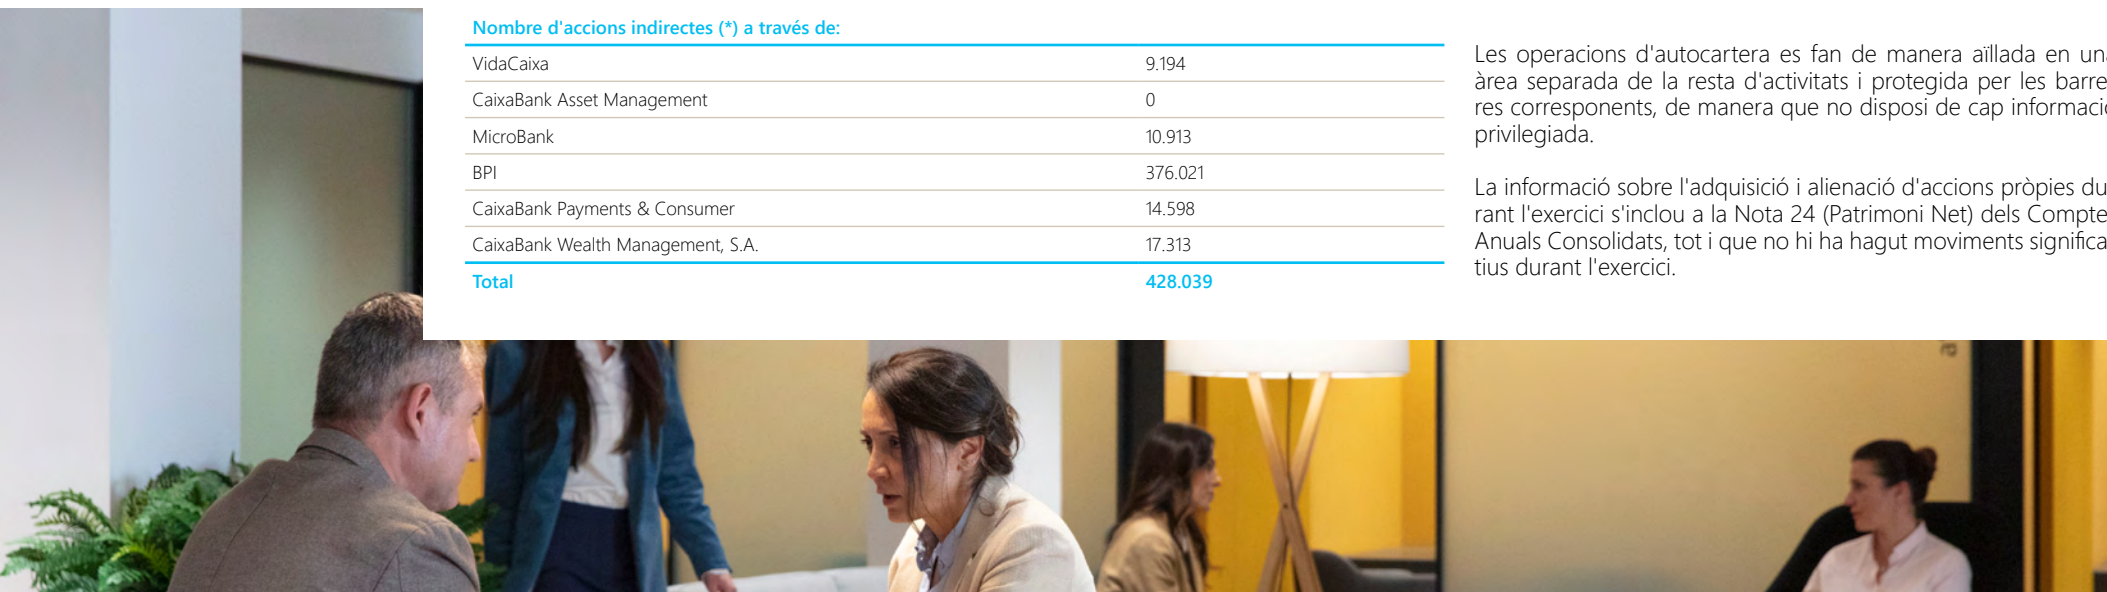 Nombre d'accions indirectes (*) a través de:
VidaCaixa 9.194
CaixaBank Asset Management 0
MicroBank 10.913
BPI 376.021
CaixaBank Payments & Consumer 14.598
CaixaBank Wealth Management, S.A. 17.313
Total 428.039
Les operacions d'autocartera es fan de manera aïllada en una
àrea separada de la resta d'activitats i protegida per les barre
res corresponents, de manera que no disposi de cap informació
privilegiada.
La informació sobre l'adquisició i alienació d'accions pròpies du
rant l'exercici s'inclou a la Nota 24 (Patrimoni Net) dels Compte
Anuals Consolidats, tot i que no hi ha hagut moviments significa
tius durant l'exercici.